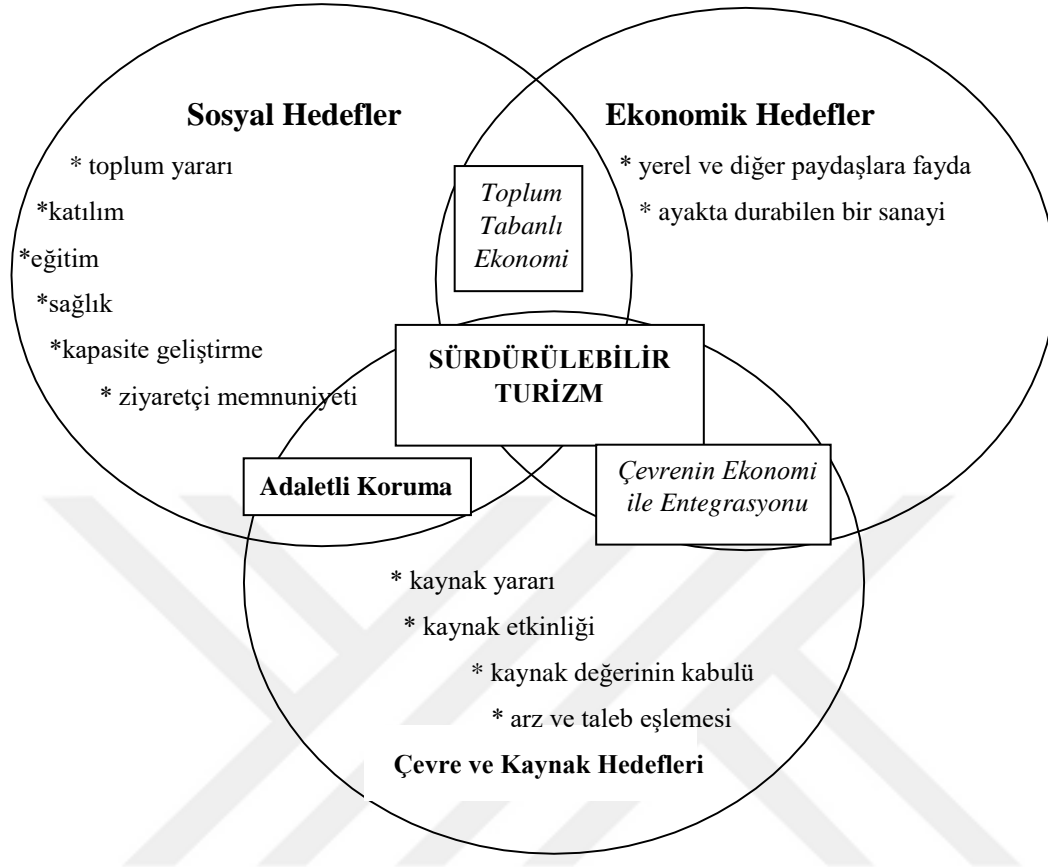 Sosyal Hedefler
* toplum yararı
*katılım
*eğitim
*sağlık
*kapasite geliştirme
* ziyaretçi memnuniyeti
Ekonomik Hedefler
* yerel ve diğer paydaşlara fayda
* ayakta durabilen bir sanayi
Toplum
Tabanlı
Ekonomi
SÜRDÜRÜLEBİLİR
TURİZM
Adaletli Koruma
Çevrenin Ekonomi
ile Entegrasyonu
* kaynak yararı
* kaynak etkinliği
* kaynak değerinin kabulü
* arz ve taleb eşlemesi
Çevre ve Kaynak Hedefleri